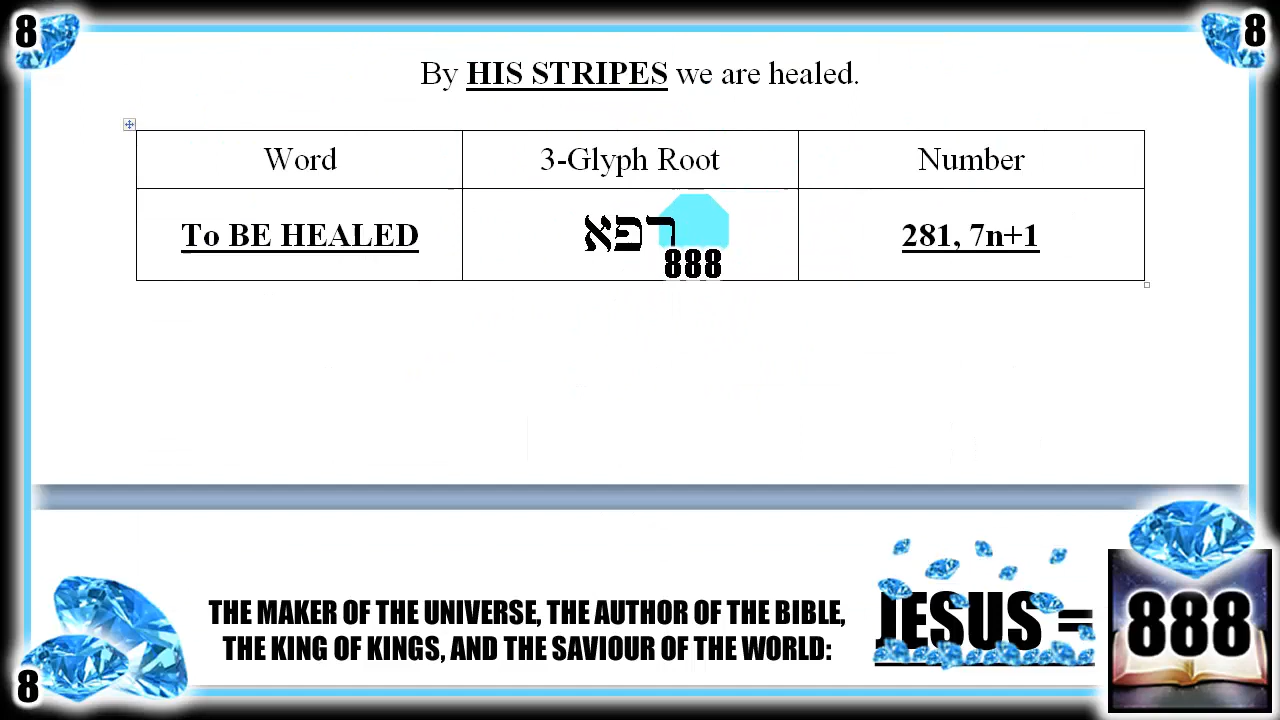 8 8
By HIS STRIPES we are healed.
Word 3-Glyph Root Number
To BE HEALED רפא 281, 7n+1
888
THE MAKER OF THE UNIVERSE, THE AUTHOR OF THE BIBLE,
THE KING OF KINGS, AND THE SAVIOUR OF THE WORLD:
JESUS = 888
8